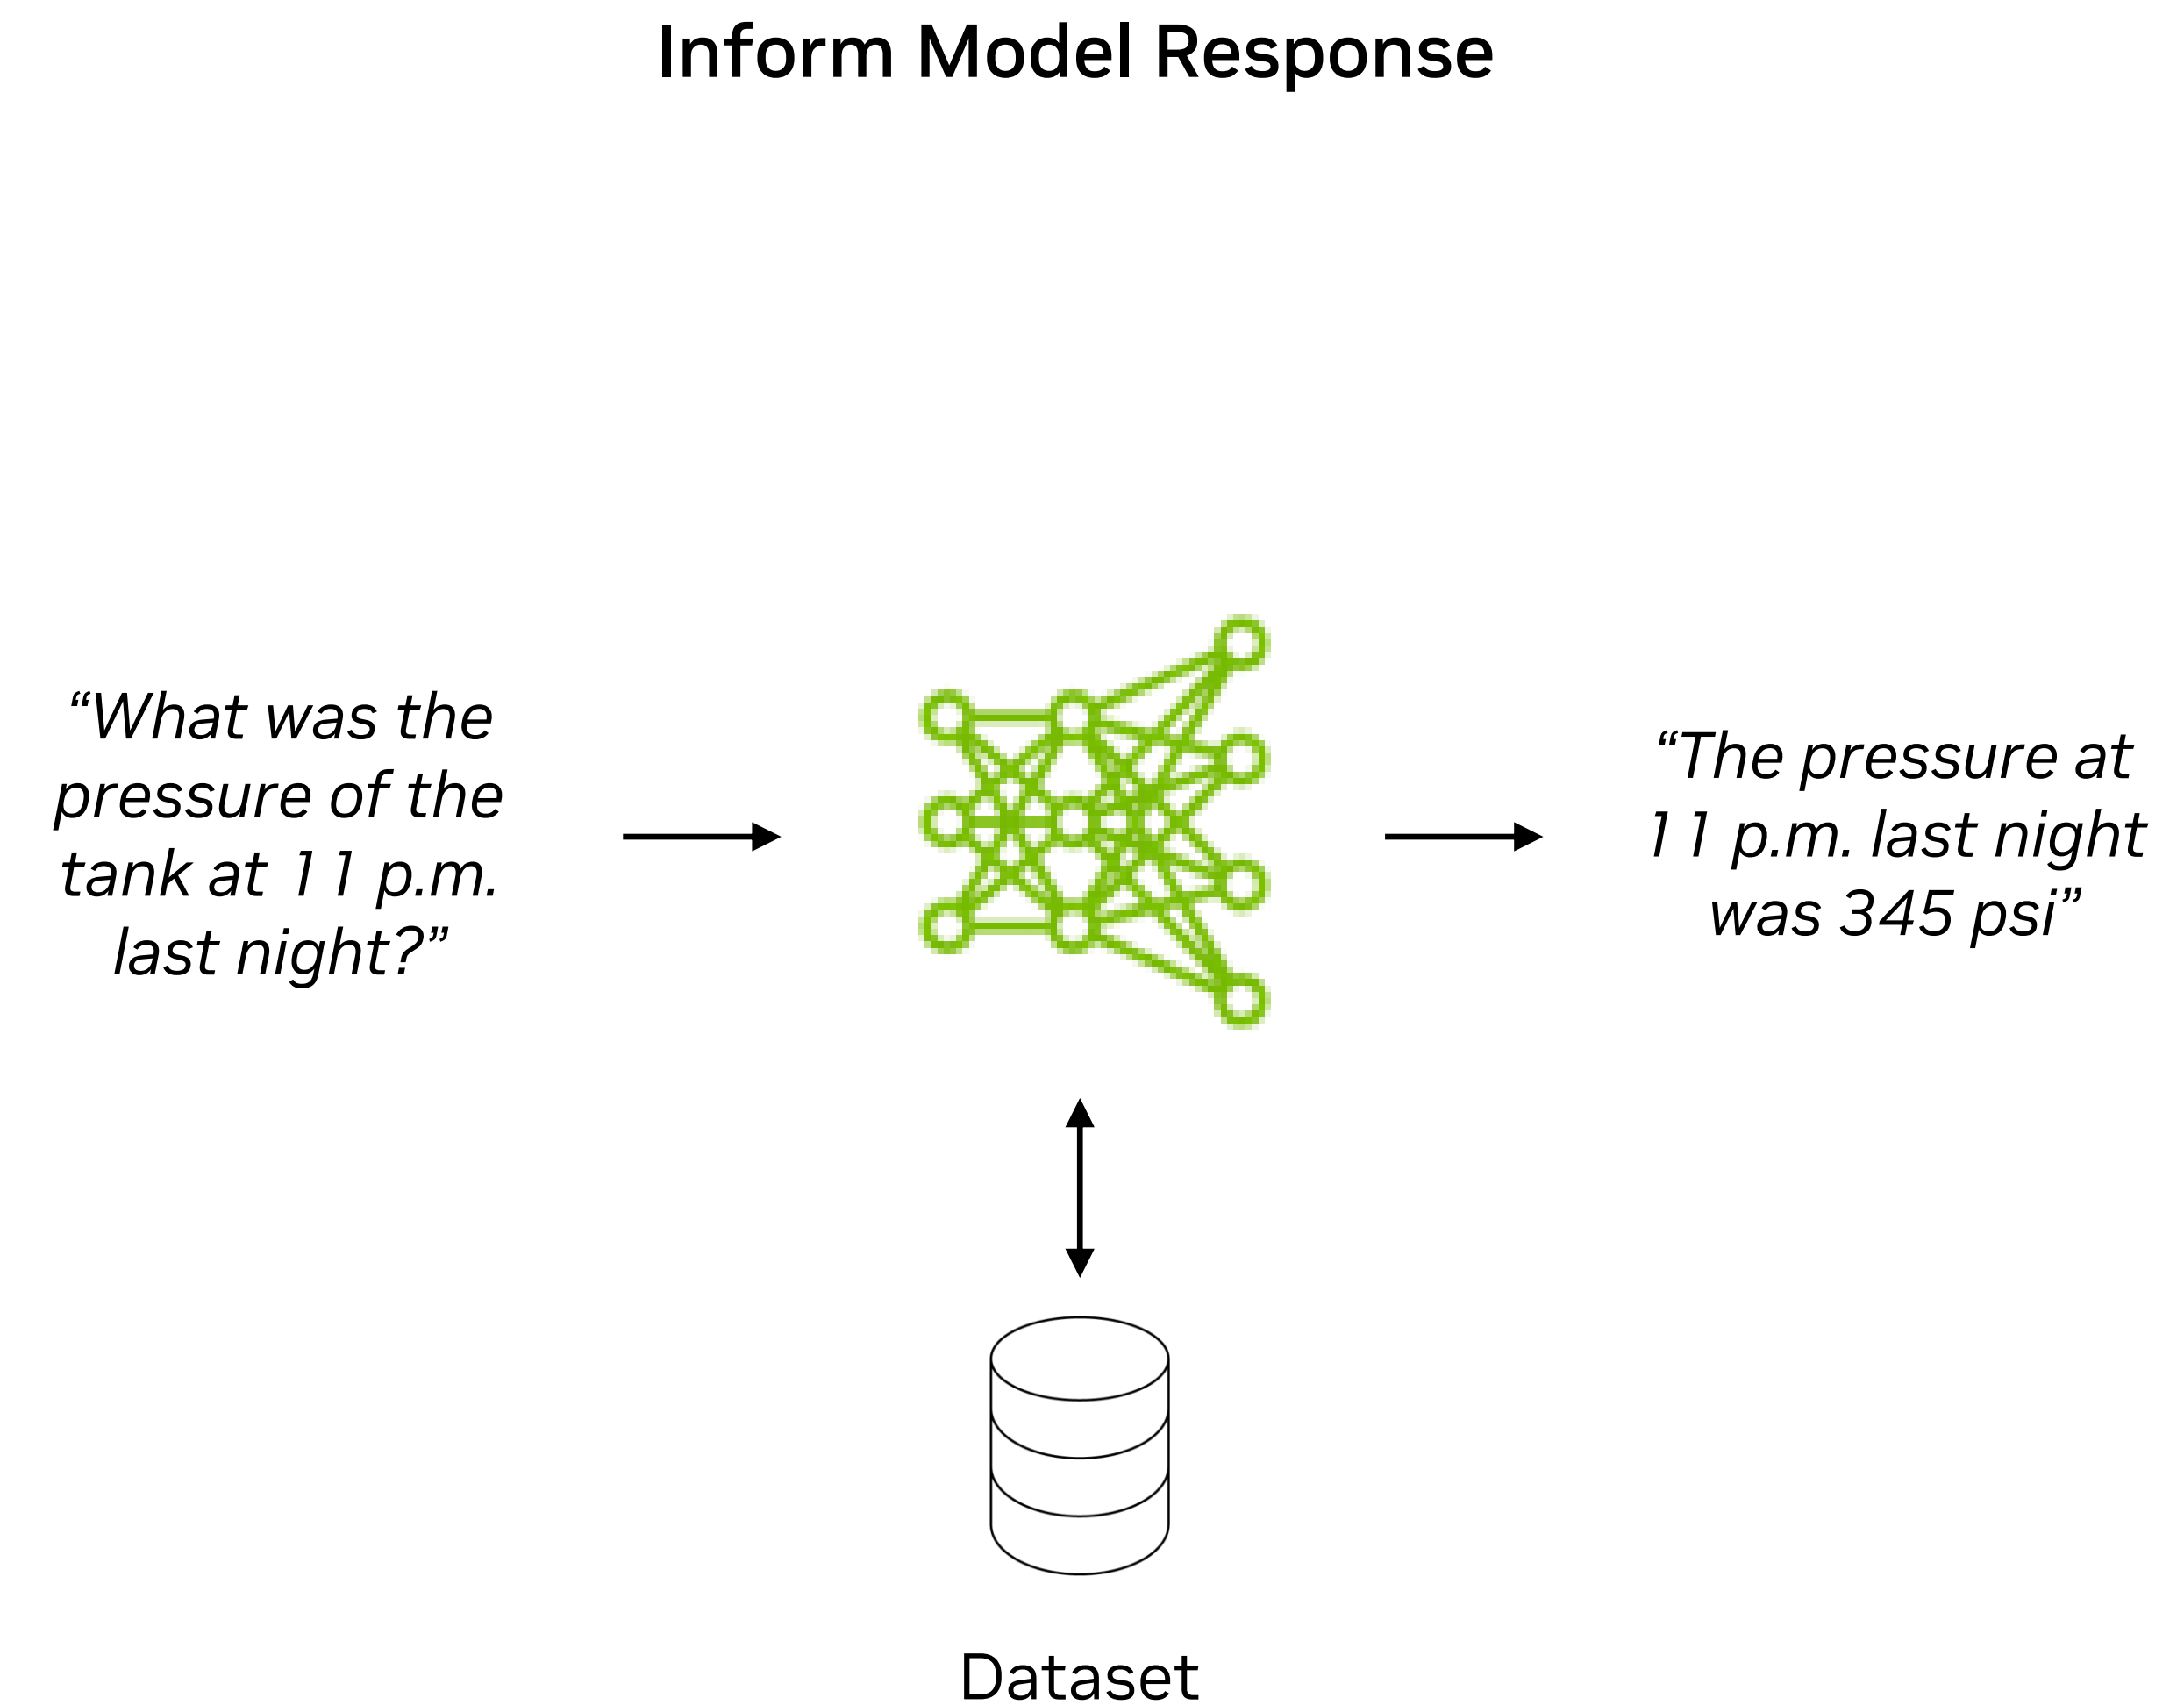 Inform Model Response
“What was the
pressure of the
tank at 11 p.m.
last night?”
“The pressure at
11 p.m. last night
was 345 psi”
Dataset